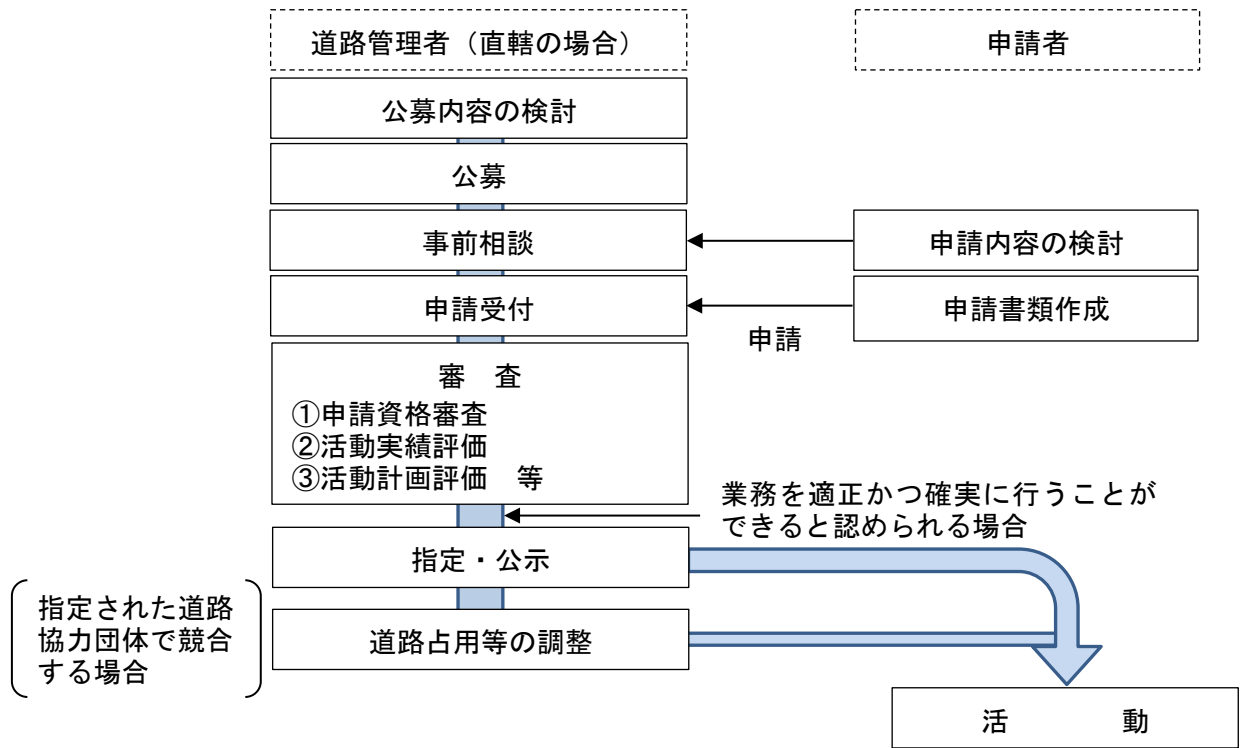 道路管理者（直轄の場合）
申請者
公募内容の検討
公募
事前相談
申請内容の検討
申請受付
申請書類作成
申請
審　査
①申請資格審査
②活動実績評価
③活動計画評価　等
業務を適正かつ確実に行うことが
できると認められる場合
指定・公示
指定された道路
協力団体で競合
する場合
道路占用等の調整
活　　　動